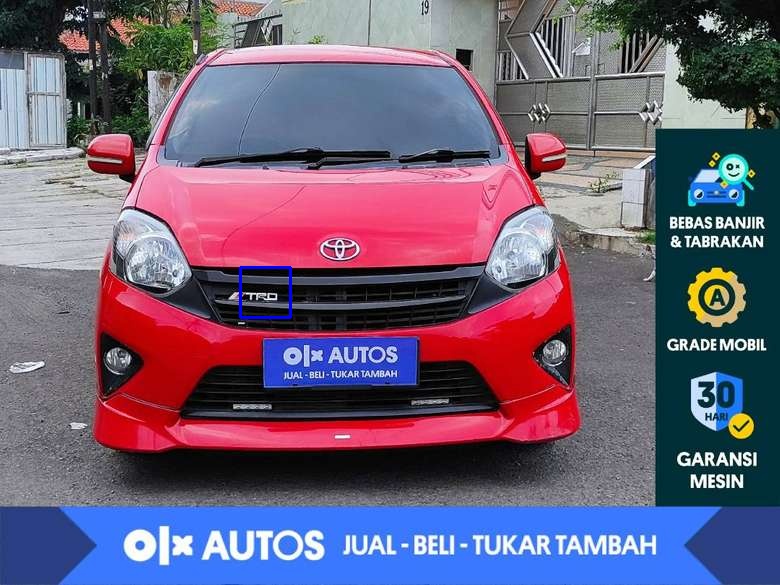 19
TRD
OLX AUTOS
JUAL - BELI - TUKAR TAMBAH
BEBAS BANJIR
& TABRAKAN
A
GRADE MOBIL
30
HARI
GARANSI
MESIN
OLX AUTOS JUAL - BELI - TUKAR TAMBAH